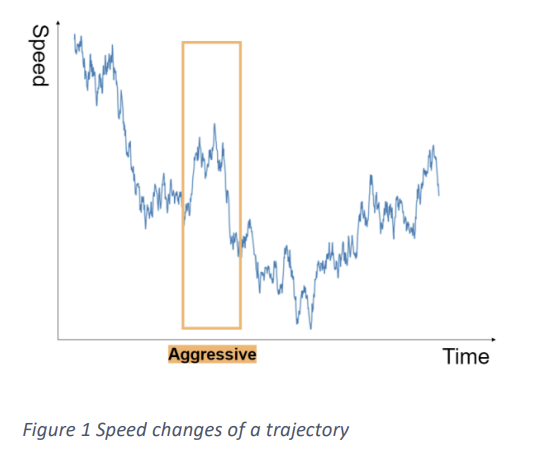 Speed
Aggressive
Time
Figure 1 Speed changes of a trajectory